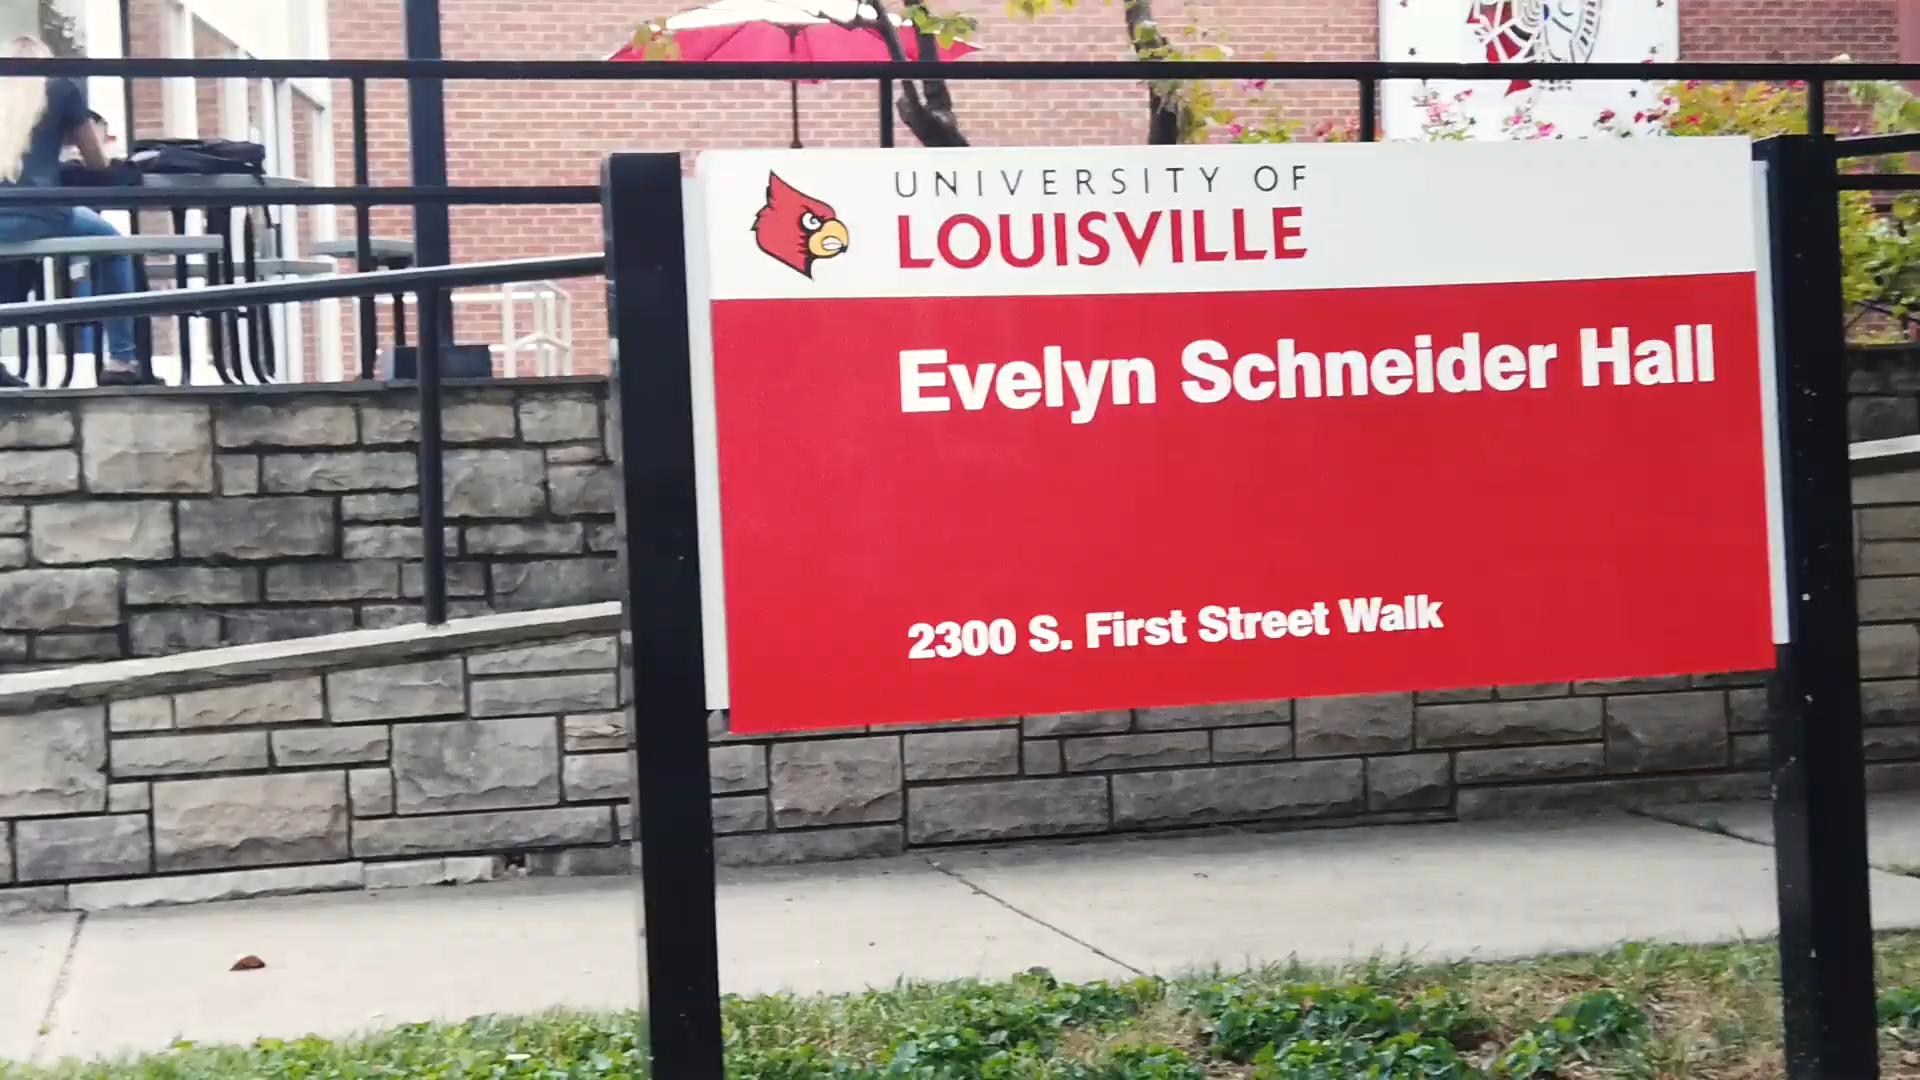 UNIVERSITY OF
LOUISVILLE
Evelyn Schneider Hall
2300 S. First Street Walk